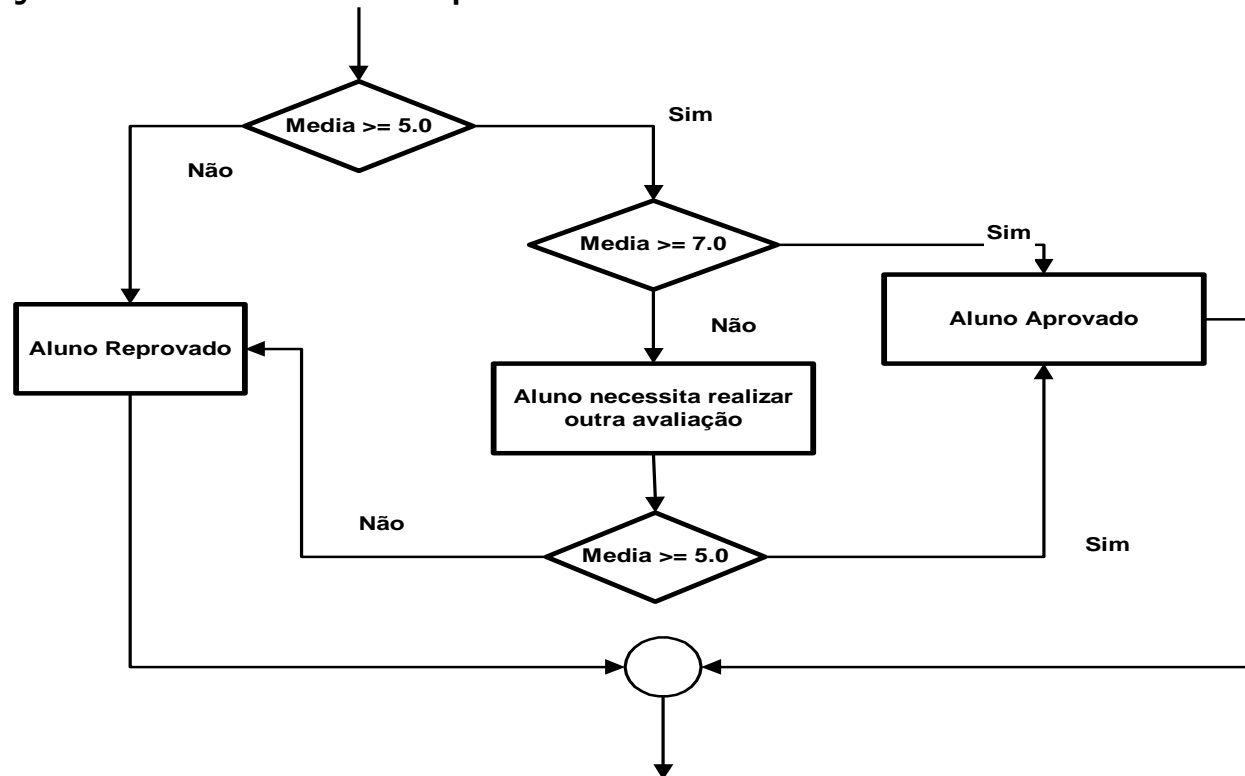 Media >= 5.0
Sim
Não
Media >= 7.0
Sim
Aluno Aprovado
Não
Aluno Reprovado
Aluno necessita realizar
outra avaliação
Não
Media >= 5.0
Sim